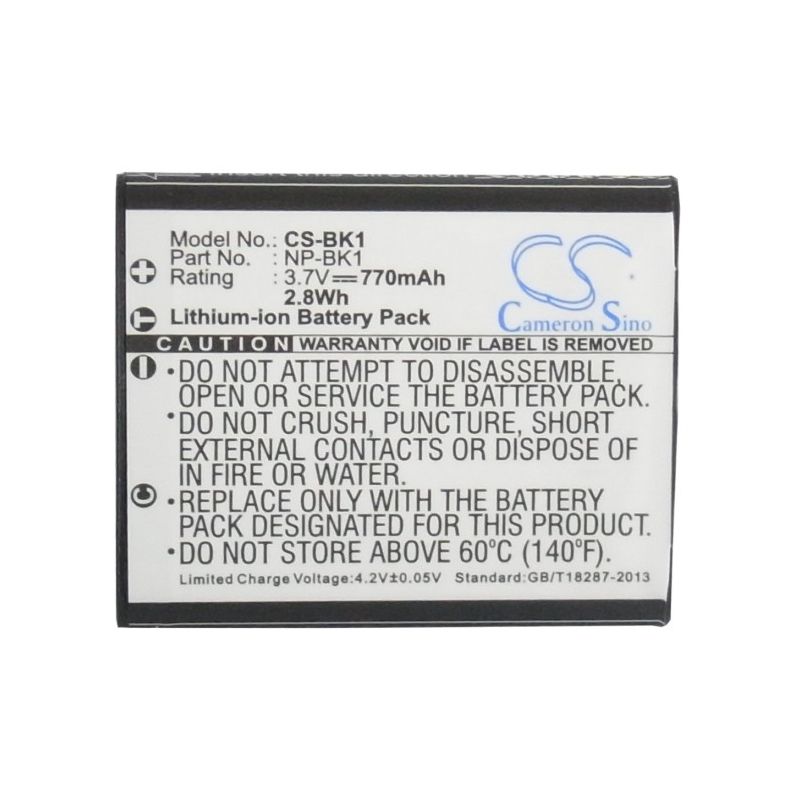 Insert this direction
Model No.: CS-BK1
Part No. : NP-BK1
Rating : 3.7V⎓770mAh
2.8Wh
Lithium-ion Battery Pack
CS
Cameron Sino
CAUTION WARRANTY VOID IF LABEL IS REMOVED
•DO NOT ATTEMPT TO DISASSEMBLE,
OPEN OR SERVICE THE BATTERY PACK.
•DO NOT CRUSH, PUNCTURE, SHORT
EXTERNAL CONTACTS OR DISPOSE OF
IN FIRE OR WATER.
•REPLACE ONLY WITH THE BATTERY
PACK DESIGNATED FOR THIS PRODUCT.
•DO NOT STORE ABOVE 60°C (140°F).
Limited Charge Voltage:4.2V±0.05V Standard:GB/T18287-2013
+
T
I
C